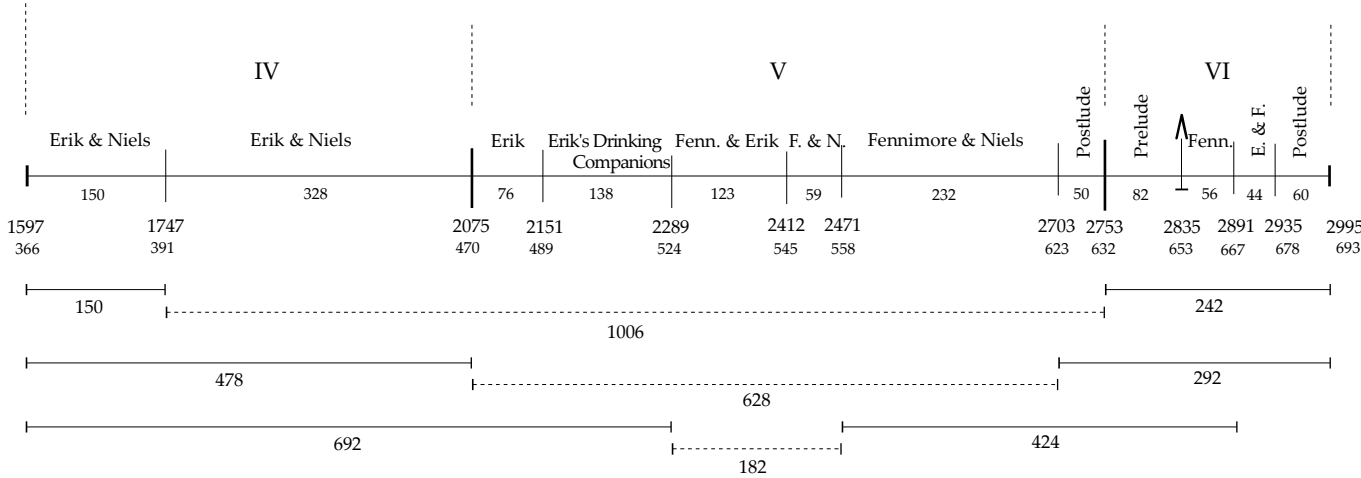 IV
V
VI
Erik & Niels
Erik & Niels
Erik
Erik's Drinking
Companions
Fenn. & Erik
F. & N.
Fennimore & Niels
Postlude
Prelude
Fenn.
E. & F.
Postlude
150
328
76
138
123
59
232
50
82
56
44
60
1597
1747
2075
2151
2289
2412
2471
2703
2753
2835
2891
2935
2995
366
391
470
489
524
545
558
623
632
653
667
678
693
150
242
1006
478
292
628
692
424
182